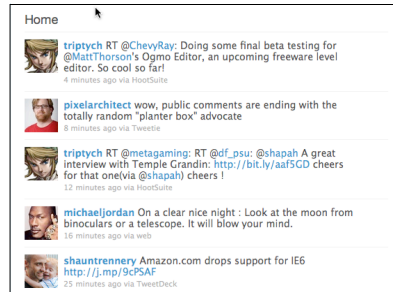 Home
triptych RT @ChevyRay: Doing some final beta testing for
@MattThorson's Ogmo Editor, an upcoming freeware level
editor. So cool so far!
4 minutes ago via HootSuite
pixelarchitect wow, public comments are ending with the
totally random "planter box" advocate
8 minutes ago via Tweetie
triptych RT @metagaming: RT @df_psu: @shapah A great
interview with Temple Grandin: http://bit.ly/aaf5GD cheers
for that one(via @shapah) cheers !
12 minutes ago via HootSuite
michaeljordan On a clear nice night : Look at the moon from
binoculars or a telescope. It will blow your mind.
16 minutes ago via web
shauntrennery Amazon.com drops support for IE6
http://j.mp/9cPSAF
25 minutes ago via TweetDeck